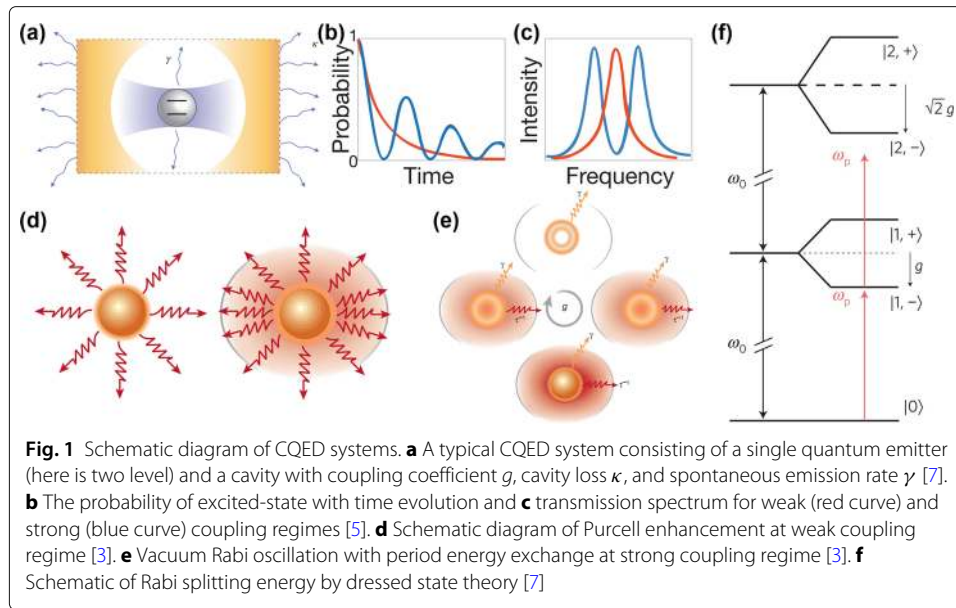 (a)
γ
κ
(b)
1
0
Probability
Time
(c)
Intensity
Frequency
(d)
(e)
γ
γ
τ⁻¹
g
γ
τ⁻¹
γ
τ⁻¹
(f)
|2, +⟩
√2 g
|2, −⟩
ω₀
ωₚ
|1, +⟩
g
|1, −⟩
ωₚ
ω₀
|0⟩
Fig. 1 Schematic diagram of CQED systems. a A typical CQED system consisting of a single quantum emitter
(here is two level) and a cavity with coupling coefficient g, cavity loss κ, and spontaneous emission rate γ [7].
b The probability of excited-state with time evolution and c transmission spectrum for weak (red curve) and
strong (blue curve) coupling regimes [5]. d Schematic diagram of Purcell enhancement at weak coupling
regime [3]. e Vacuum Rabi oscillation with period energy exchange at strong coupling regime [3]. f
Schematic of Rabi splitting energy by dressed state theory [7]